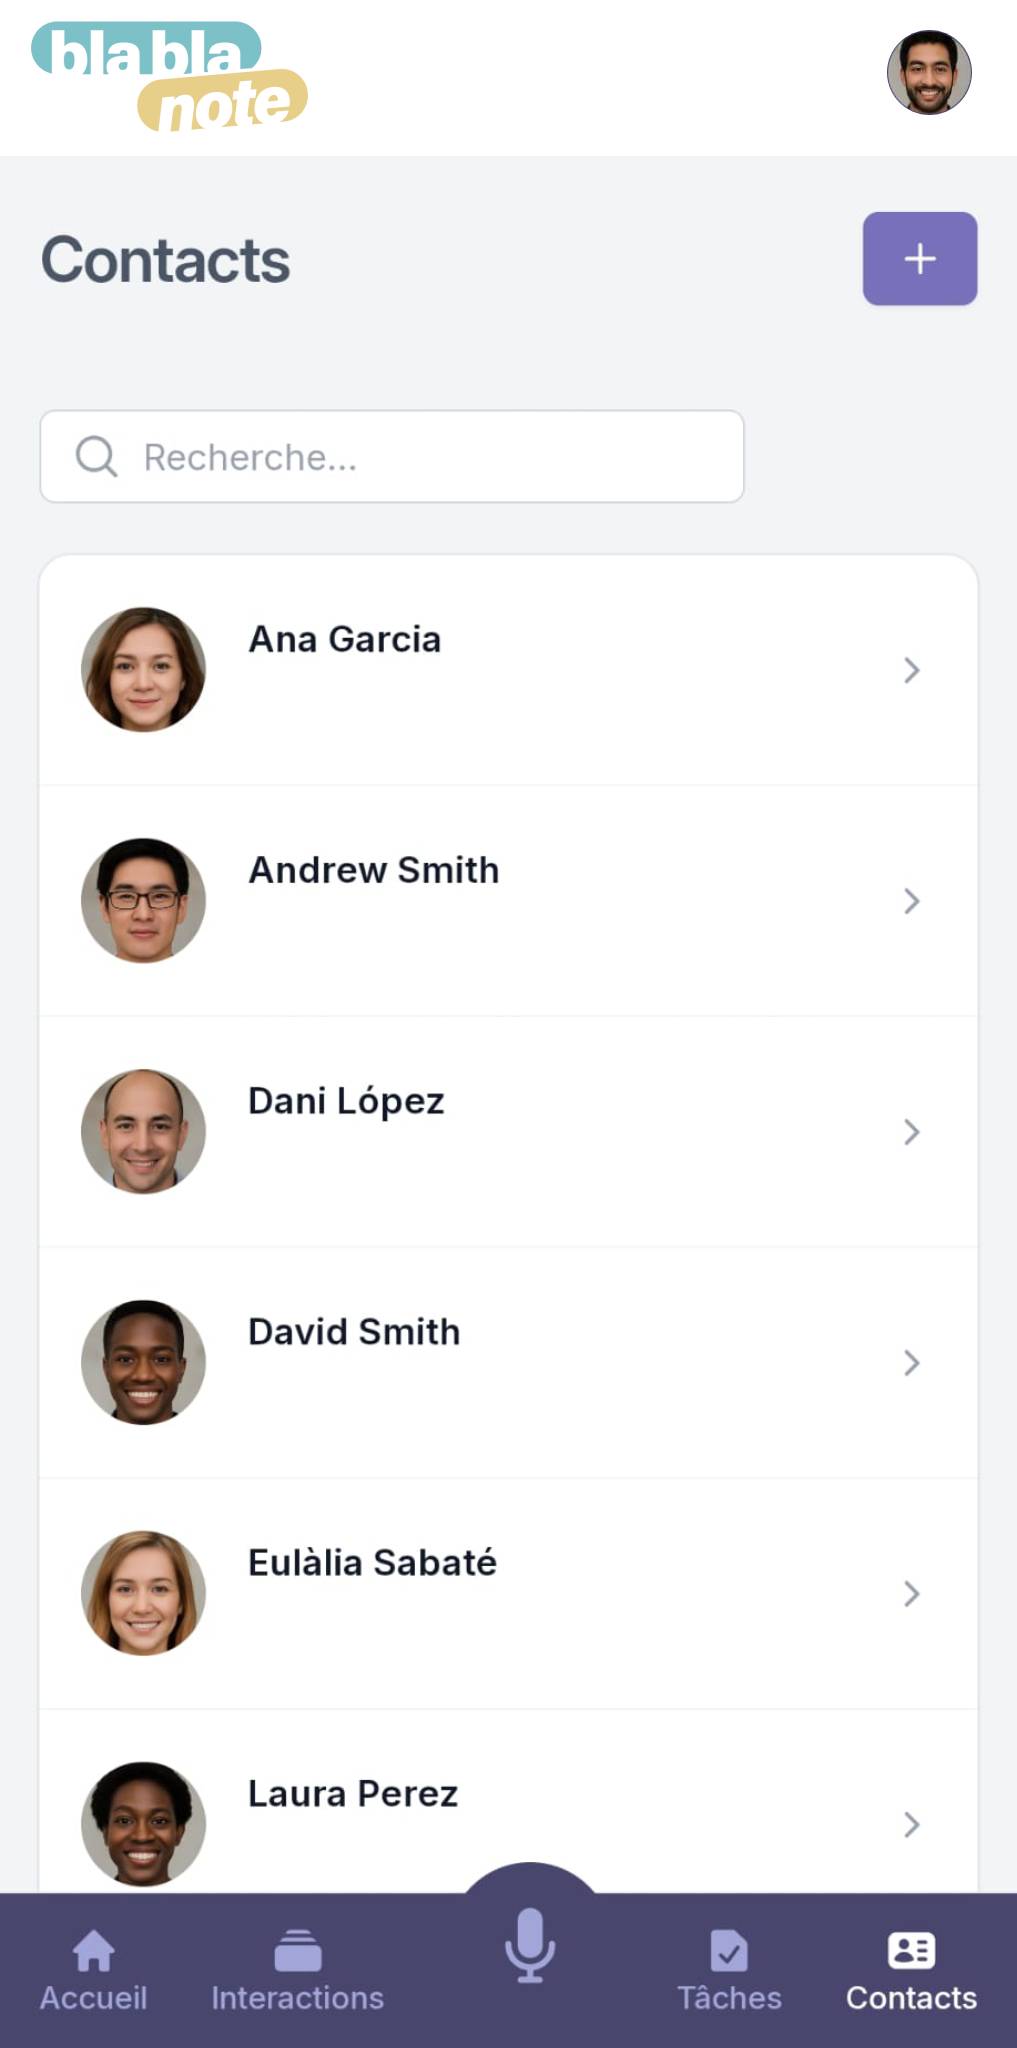 bla bla
note
Contacts
Recherche...
Ana Garcia
Andrew Smith
Dani López
David Smith
Eulàlia Sabaté
Laura Perez
Accueil
Interactions
Tâches
Contacts